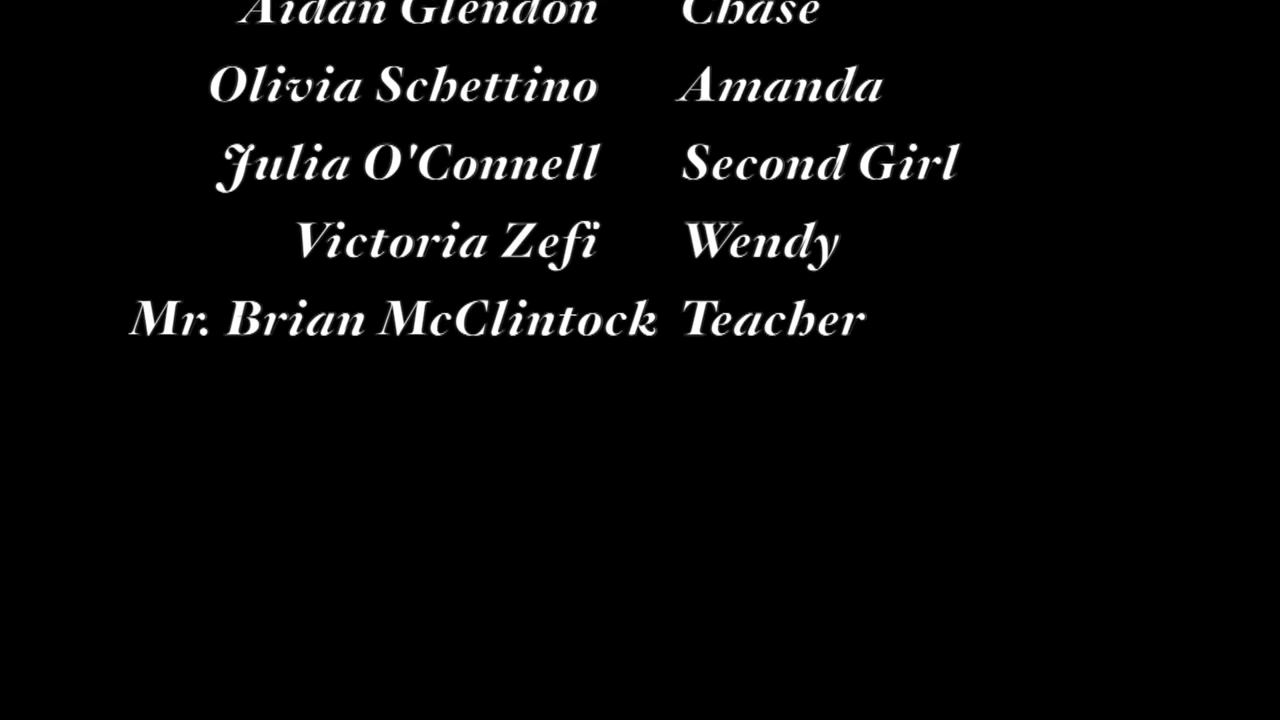 Aidan Glendon Chase
Olivia Schettino Amanda
Julia O'Connell Second Girl
Victoria Zefi Wendy
Mr. Brian McClintock Teacher